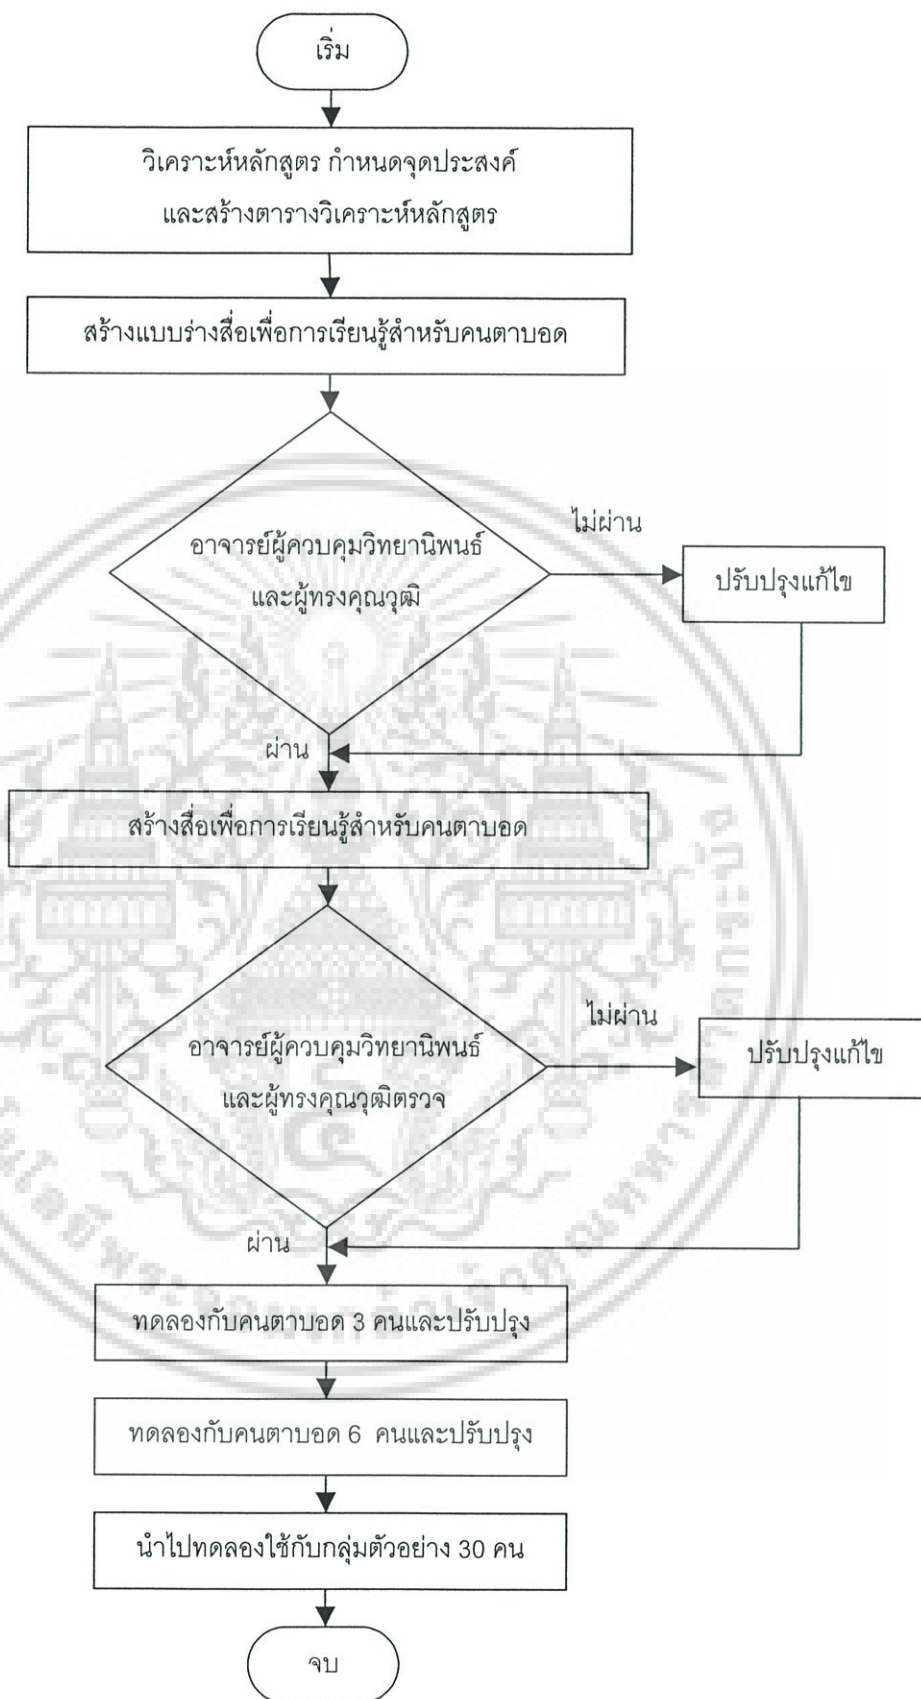 เริ่ม
วิเคราะห์หลักสูตร กำหนดจุดประสงค์
และสร้างตารางวิเคราะห์หลักสูตร
สร้างแบบร่างสื่อเพื่อการเรียนรู้สำหรับคนตาบอด
ไม่ผ่าน
อาจารย์ผู้ควบคุมวิทยานิพนธ์
และผู้ทรงคุณวุฒิ
ปรับปรุงแก้ไข
ผ่าน
สร้างสื่อเพื่อการเรียนรู้สำหรับคนตาบอด
ไม่ผ่าน
อาจารย์ผู้ควบคุมวิทยานิพนธ์
และผู้ทรงคุณวุฒิตรวจ
ปรับปรุงแก้ไข
ผ่าน
ทดลองกับคนตาบอด 3 คนและปรับปรุง
ทดลองกับคนตาบอด 6 คนและปรับปรุง
นำไปทดลองใช้กับกลุ่มตัวอย่าง 30 คน
จบ